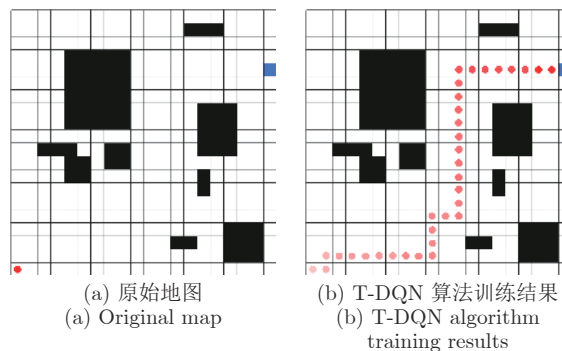 (a) 原始地图
(a) Original map
(b) T-DQN 算法训练结果
(b) T-DQN algorithm
training results